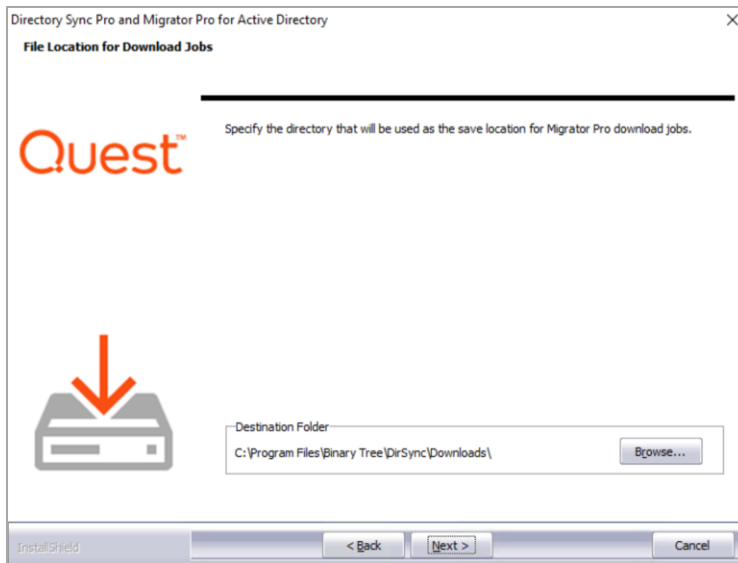 Directory Sync Pro and Migrator Pro for Active Directory
File Location for Download Jobs
Quest™
Specify the directory that will be used as the save location for Migrator Pro download jobs.
Destination Folder
C:\Program Files\Binary Tree\DirSync\Downloads\
Browse...
InstallShield
< Back
Next >
Cancel